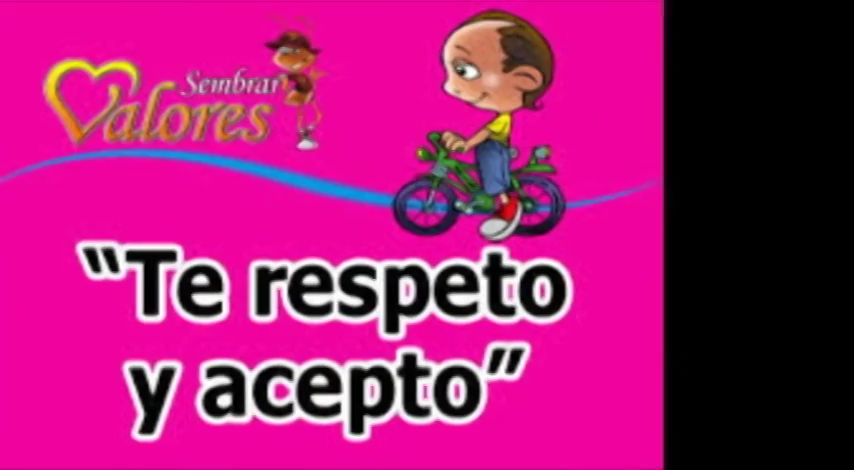 Sembrar
Valores
“Te respeto
y acepto”